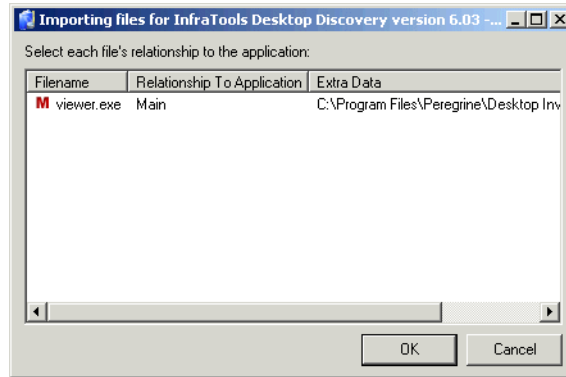 Importing files for InfraTools Desktop Discovery version 6.03 -...
Select each file's relationship to the application:
Filename Relationship To Application Extra Data
M viewer.exe Main C:\Program Files\Peregrine\Desktop Inv
OK Cancel